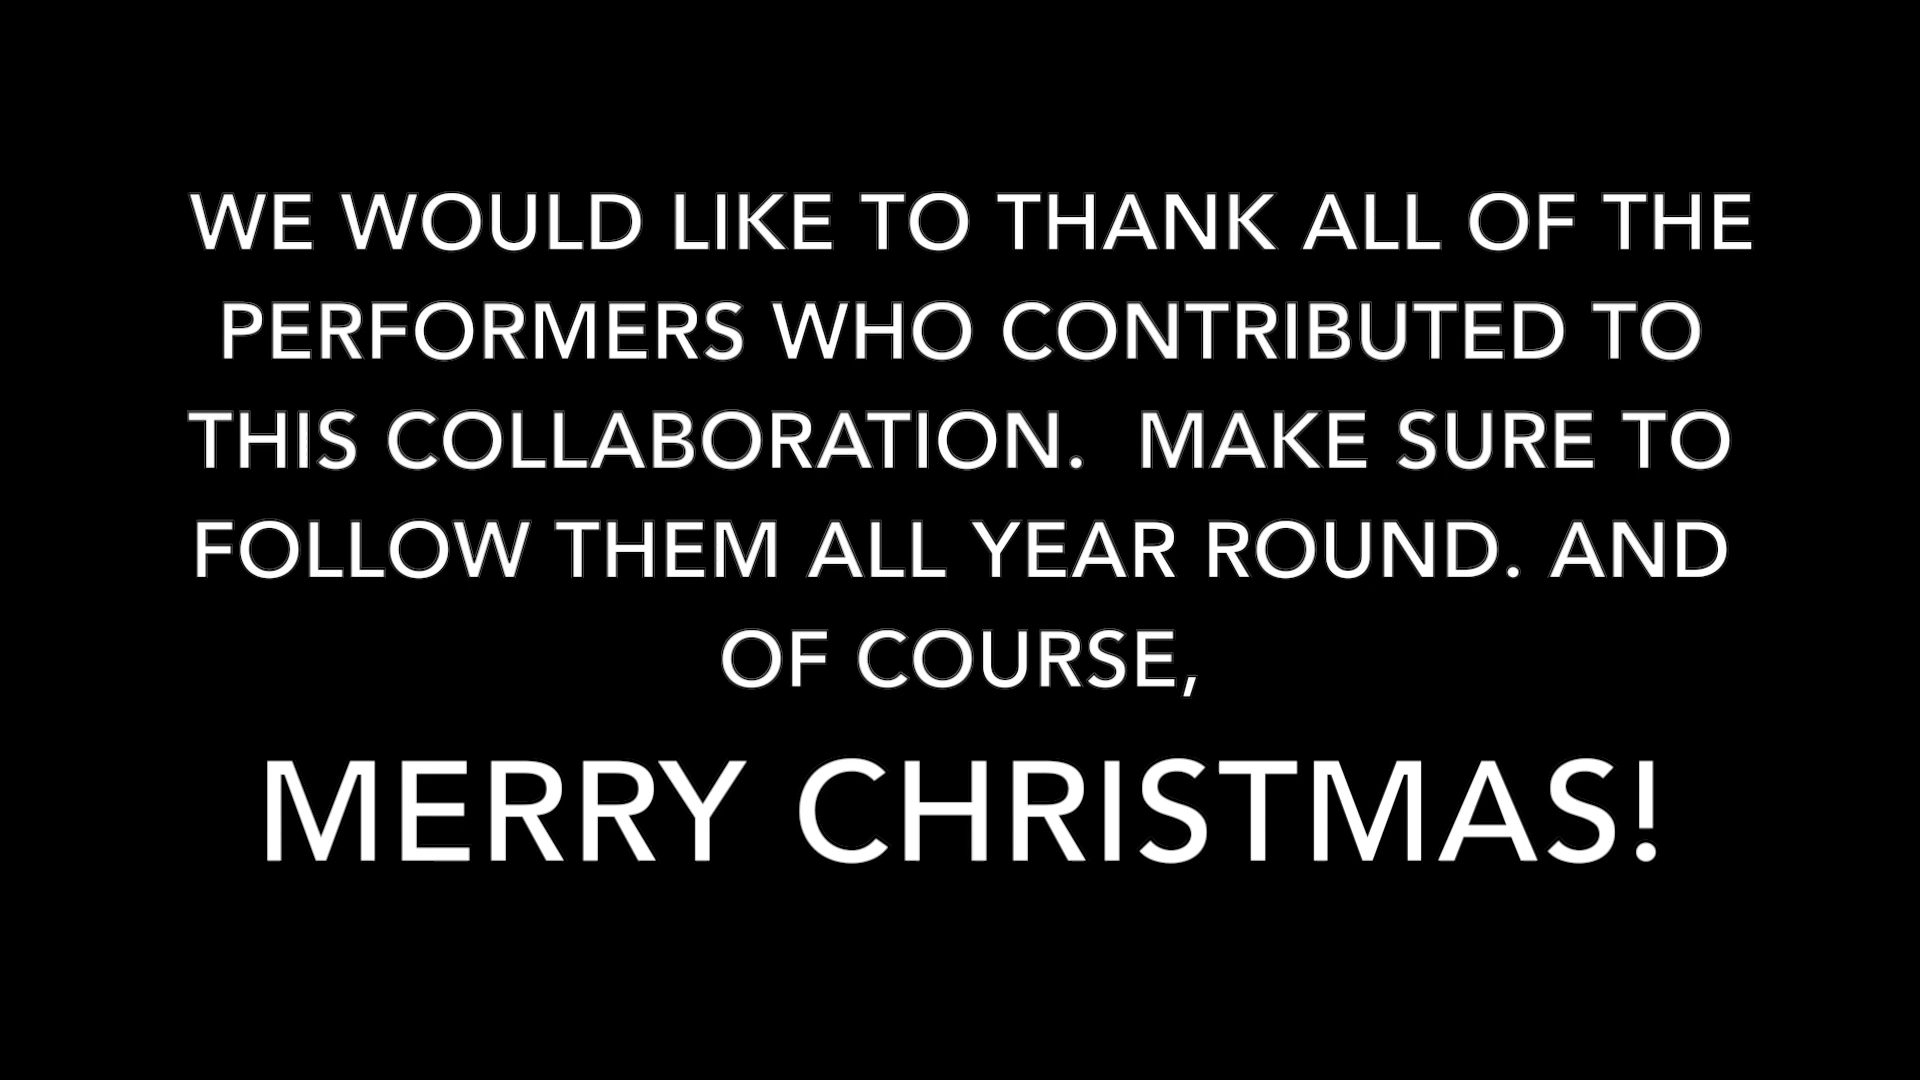 WE WOULD LIKE TO THANK ALL OF THE
PERFORMERS WHO CONTRIBUTED TO
THIS COLLABORATION.  MAKE SURE TO
FOLLOW THEM ALL YEAR ROUND. AND
OF COURSE,
MERRY CHRISTMAS!